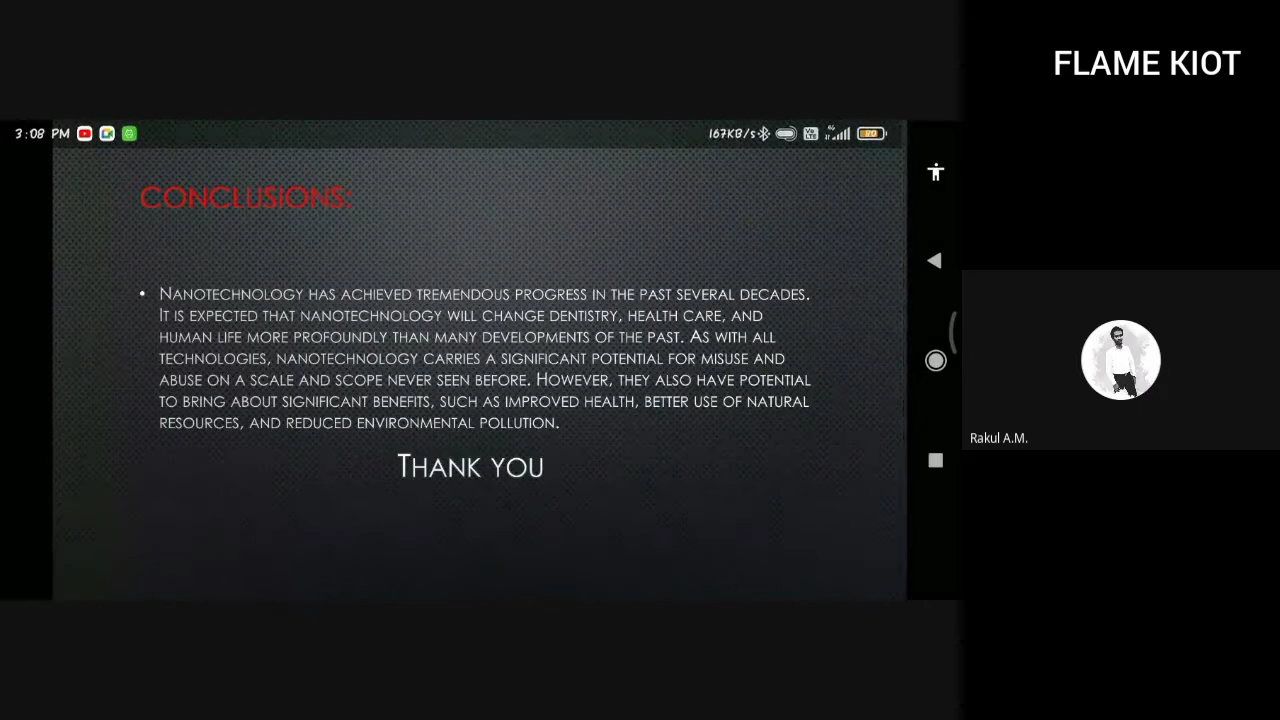 FLAME KIOT
3:08 PM
167KB/s
80
CONCLUSIONS:
• NANOTECHNOLOGY HAS ACHIEVED TREMENDOUS PROGRESS IN THE PAST SEVERAL DECADES.
IT IS EXPECTED THAT NANOTECHNOLOGY WILL CHANGE DENTISTRY, HEALTH CARE, AND
HUMAN LIFE MORE PROFOUNDLY THAN MANY DEVELOPMENTS OF THE PAST. AS WITH ALL
TECHNOLOGIES, NANOTECHNOLOGY CARRIES A SIGNIFICANT POTENTIAL FOR MISUSE AND
ABUSE ON A SCALE AND SCOPE NEVER SEEN BEFORE. HOWEVER, THEY ALSO HAVE POTENTIAL
TO BRING ABOUT SIGNIFICANT BENEFITS, SUCH AS IMPROVED HEALTH, BETTER USE OF NATURAL
RESOURCES, AND REDUCED ENVIRONMENTAL POLLUTION.
THANK YOU
Rakul A.M.